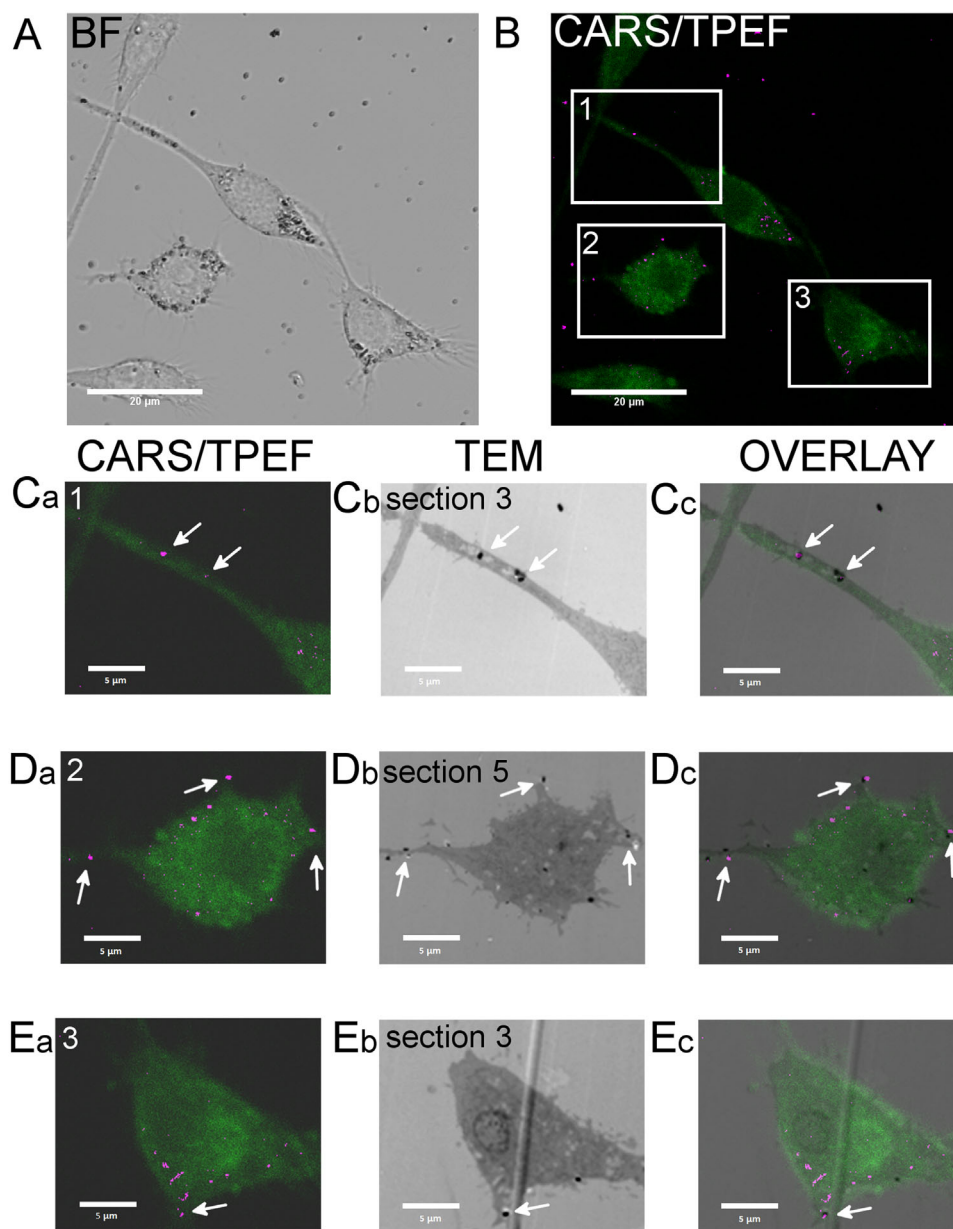 A BF
B CARS/TPEF
1
2
3
20 µm
20 µm
CARS/TPEF TEM OVERLAY
Ca 1
Cb section 3
Cc
5 µm
5 µm
5 µm
Da 2
Db section 5
Dc
5 µm
5 µm
5 µm
Ea 3
Eb section 3
Ec
5 µm
5 µm
5 µm